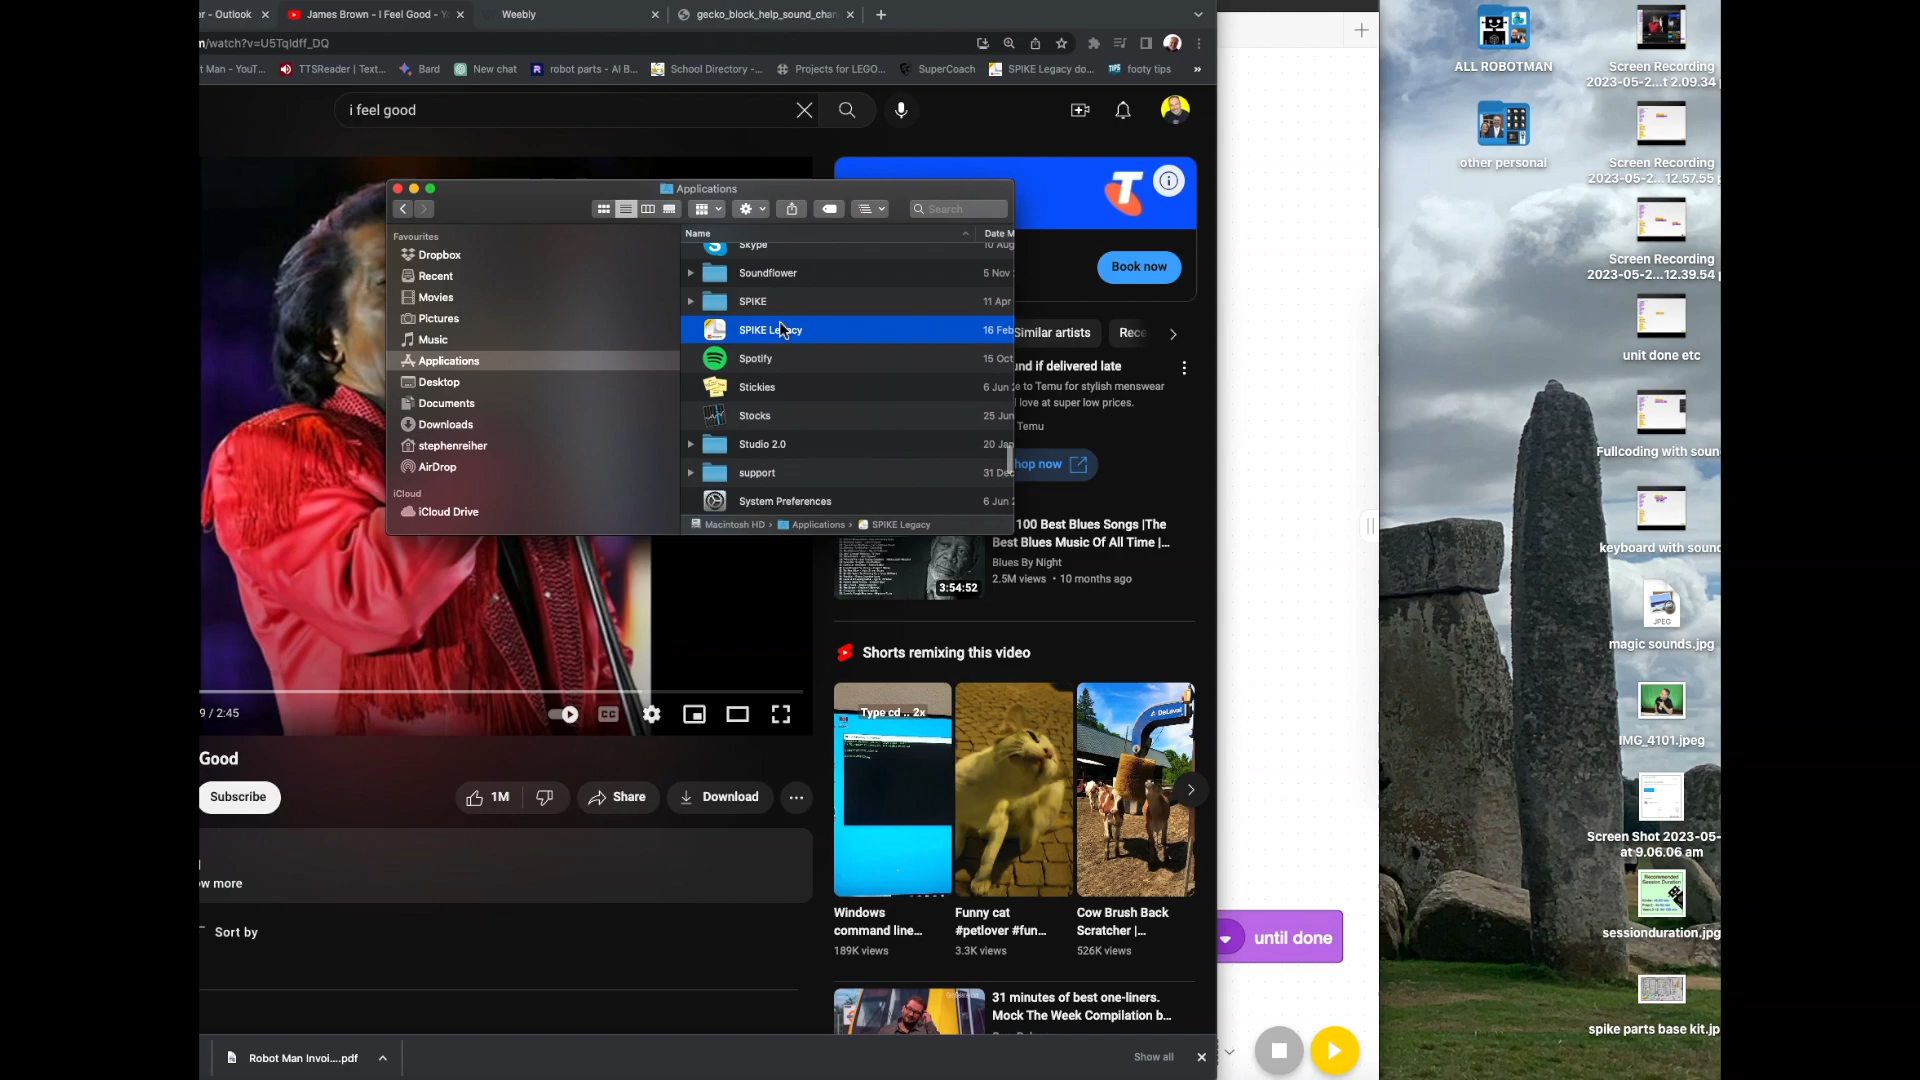 r - Outlook
James Brown - I Feel Good - Y
Weebly
gecko_block_help_sound_chan
/watch?v=U5TqIdff_DQ
t Man - YouT...
TTSReader | Text...
Bard
New chat
robot parts - AI B...
School Directory -...
Projects for LEGO...
SuperCoach
SPIKE Legacy do...
TIPS
footy tips
»
i feel good
Applications
Search
Favourites
Dropbox
Recent
Movies
Pictures
Music
Applications
Desktop
Documents
Downloads
stephenreiher
AirDrop
iCloud
iCloud Drive
Name
Date M
Skype
10 Aug
Soundflower
5 Nov
SPIKE
11 Apr
SPIKE Legacy
16 Feb
Spotify
15 Oct
Stickies
6 Jun 2
Stocks
25 Jun
Studio 2.0
20 Jan
support
31 Dec
System Preferences
6 Jun 2
Macintosh HD › Applications › SPIKE Legacy
T
Book now
Similar artists
Rece
und if delivered late
e to Temu for stylish menswear
love at super low prices.
Temu
hop now
100 Best Blues Songs |The
Best Blues Music Of All Time |...
Blues By Night
2.5M views • 10 months ago
3:54:52
Shorts remixing this video
Type cd .. 2x
DeLaval
Windows
command line...
189K views
Funny cat
#petlover #fun...
3.3K views
Cow Brush Back
Scratcher |...
526K views
31 minutes of best one-liners.
Mock The Week Compilation b...
9 / 2:45
CC
Good
Subscribe
1M
Share
Download
...
ow more
Sort by
Robot Man Invoi....pdf
Show all
until done
ALL ROBOTMAN
other personal
Screen Recording
2023-05-2...t 2.09.34
Screen Recording
2023-05-2...12.57.55
Screen Recording
2023-05-2...12.39.54
unit done etc
Fullcoding with soun
keyboard with sound
JPEG
magic sounds.jpg
IMG_4101.jpeg
Screen Shot 2023-05-
at 9.06.06 am
Recommended
Session Duration
sessionduration.jpg
spike parts base kit.jp